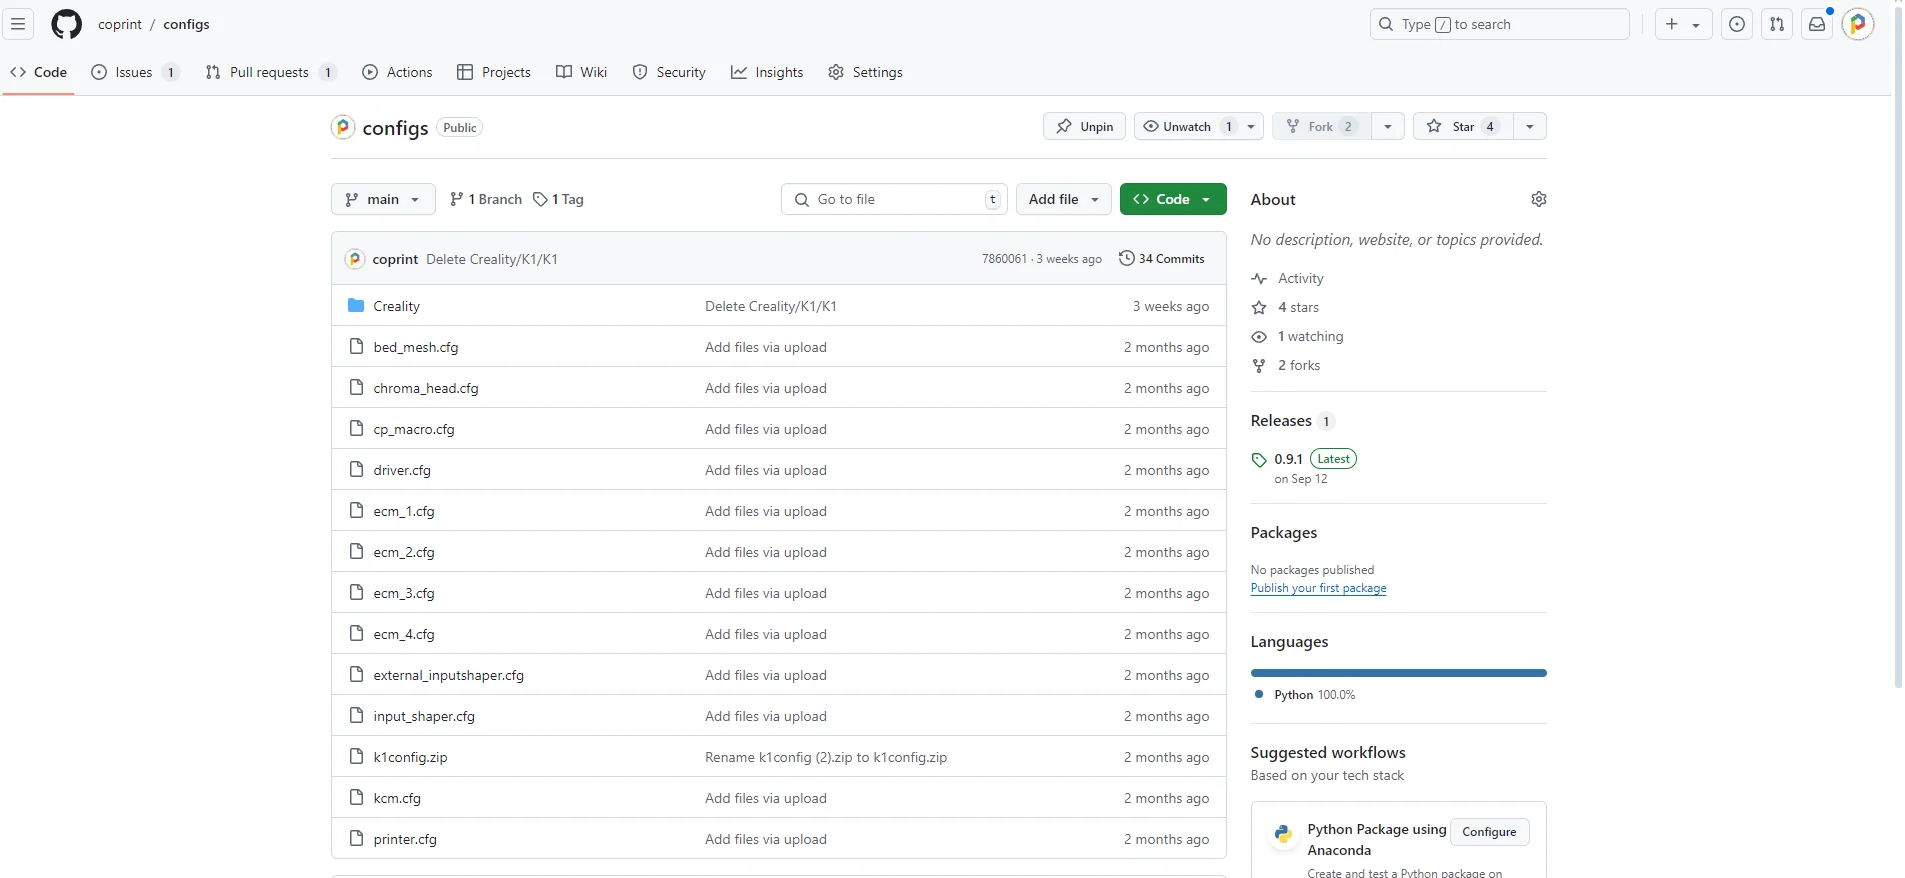 coprint / configs
Type / to search
Code Issues 1 Pull requests 1 Actions Projects Wiki Security Insights Settings
configs Public
Unpin Unwatch 1 Fork 2 Star 4
main 1 Branch 1 Tag Go to file t Add file Code
coprint Delete Creality/K1/K1 7860061 · 3 weeks ago 34 Commits
Creality Delete Creality/K1/K1 3 weeks ago
bed_mesh.cfg Add files via upload 2 months ago
chroma_head.cfg Add files via upload 2 months ago
cp_macro.cfg Add files via upload 2 months ago
driver.cfg Add files via upload 2 months ago
ecm_1.cfg Add files via upload 2 months ago
ecm_2.cfg Add files via upload 2 months ago
ecm_3.cfg Add files via upload 2 months ago
ecm_4.cfg Add files via upload 2 months ago
external_inputshaper.cfg Add files via upload 2 months ago
input_shaper.cfg Add files via upload 2 months ago
k1config.zip Rename k1config (2).zip to k1config.zip 2 months ago
kcm.cfg Add files via upload 2 months ago
printer.cfg Add files via upload 2 months ago
About
No description, website, or topics provided.
Activity
4 stars
1 watching
2 forks
Releases 1
0.9.1 Latest
on Sep 12
Packages
No packages published
Publish your first package
Languages
Python 100.0%
Suggested workflows
Based on your tech stack
Python Package using
Anaconda
Configure
Create and test a Python package on